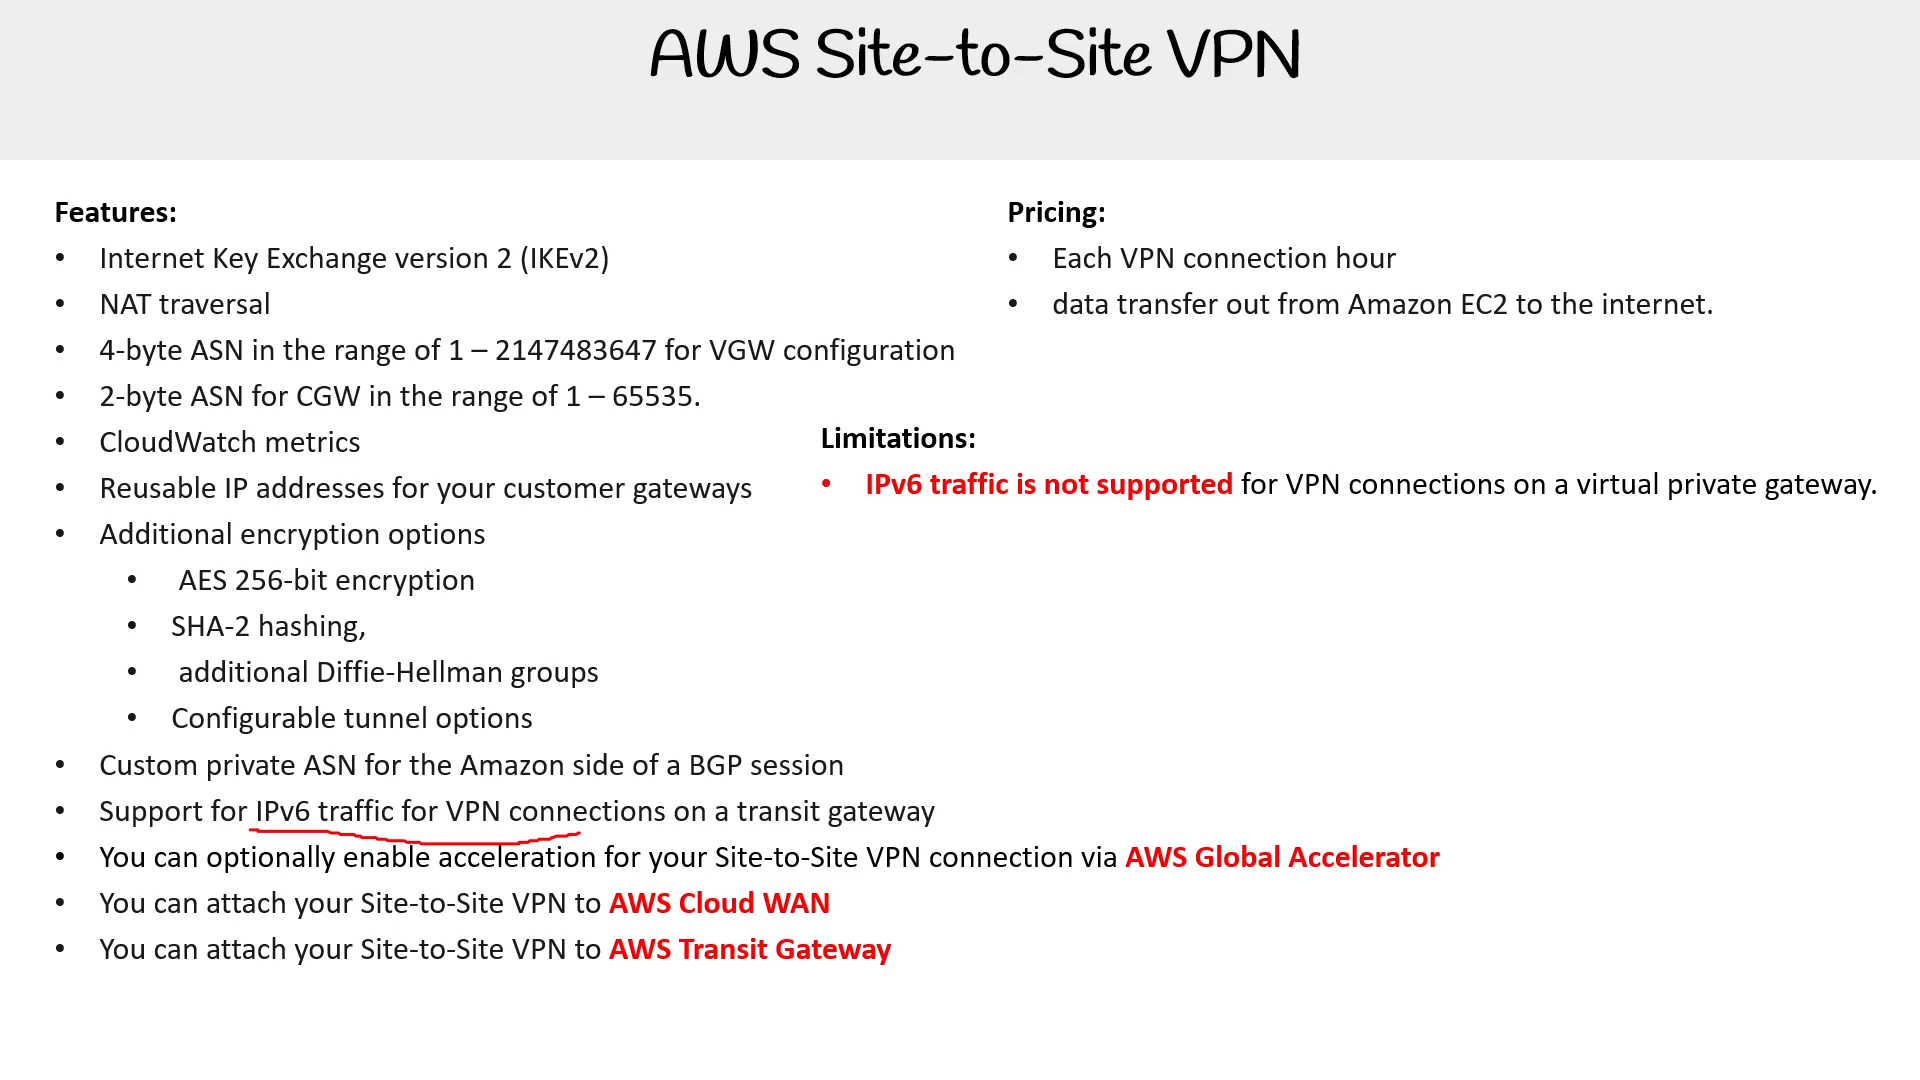 AWS Site-to-Site VPN
Features:
• Internet Key Exchange version 2 (IKEv2)
• NAT traversal
• 4-byte ASN in the range of 1 – 2147483647 for VGW configuration
• 2-byte ASN for CGW in the range of 1 – 65535.
• CloudWatch metrics
• Reusable IP addresses for your customer gateways
• Additional encryption options
• AES 256-bit encryption
• SHA-2 hashing,
• additional Diffie-Hellman groups
• Configurable tunnel options
• Custom private ASN for the Amazon side of a BGP session
• Support for IPv6 traffic for VPN connections on a transit gateway
• You can optionally enable acceleration for your Site-to-Site VPN connection via AWS Global Accelerator
• You can attach your Site-to-Site VPN to AWS Cloud WAN
• You can attach your Site-to-Site VPN to AWS Transit Gateway
Pricing:
• Each VPN connection hour
• data transfer out from Amazon EC2 to the internet.
Limitations:
• IPv6 traffic is not supported for VPN connections on a virtual private gateway.